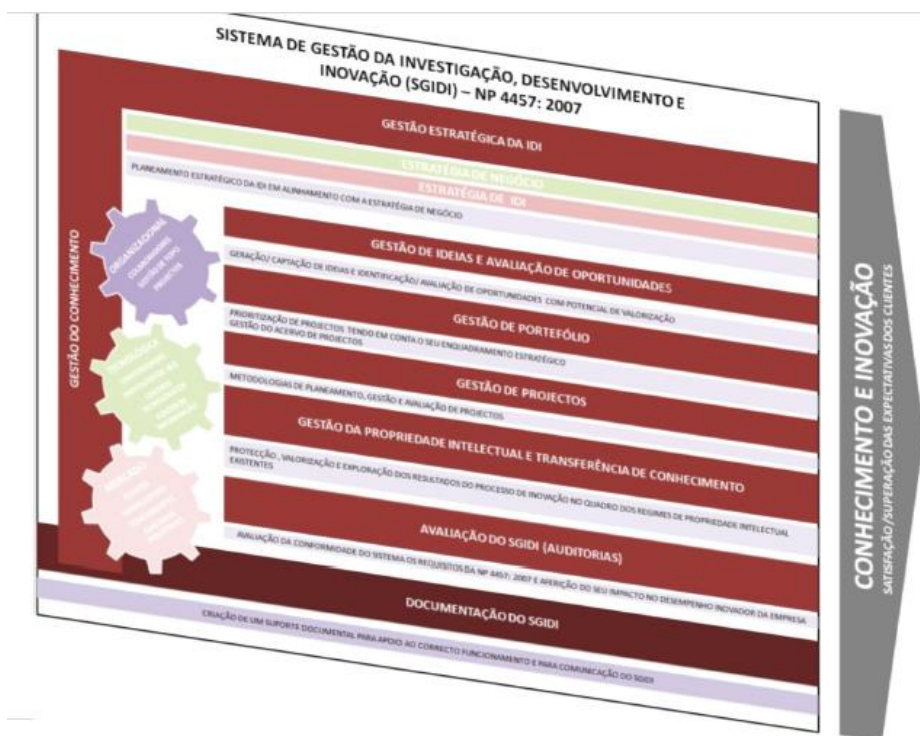 SISTEMA DE GESTÃO DA INVESTIGAÇÃO, DESENVOLVIMENTO E
INOVAÇÃO (SGIDI) – NP 4457: 2007
GESTÃO ESTRATÉGICA DA IDI
ESTRATÉGIA DE NEGÓCIO
ESTRATÉGIA DE IDI
PLANEAMENTO ESTRATÉGICO DA IDI EM ALINHAMENTO COM A ESTRATÉGIA DE NEGÓCIO
GESTÃO DO CONHECIMENTO
ORGANIZACIONAL
COLABORADORES
GESTÃO DE TOPO
PROJECTOS
GESTÃO DE IDEIAS E AVALIAÇÃO DE OPORTUNIDADES
GERAÇÃO/ CAPTAÇÃO DE IDEIAS E IDENTIFICAÇÃO/ AVALIAÇÃO DE OPORTUNIDADES COM POTENCIAL DE VALORIZAÇÃO
GESTÃO DE PORTEFÓLIO
PRIORITIZAÇÃO DE PROJECTOS TENDO EM CONTA O SEU ENQUADRAMENTO ESTRATÉGICO
GESTÃO DO ACERVO DE PROJECTOS
GESTÃO DE PROJECTOS
METODOLOGIAS DE PLANEAMENTO, GESTÃO E AVALIAÇÃO DE PROJECTOS
GESTÃO DA PROPRIEDADE INTELECTUAL E TRANSFERÊNCIA DE CONHECIMENTO
PROTECÇÃO , VALORIZAÇÃO E EXPLORAÇÃO DOS RESULTADOS DO PROCESSO DE INOVAÇÃO NO QUADRO DOS REGIMES DE PROPRIEDADE INTELECTUAL
EXISTENTES
MERCADO
AVALIAÇÃO DO SGIDI (AUDITORIAS)
AVALIAÇÃO DA CONFORMIDADE DO SISTEMA OS REQUISITOS DA NP 4457: 2007 E AFERIÇÃO DO SEU IMPACTO NO DESEMPENHO INOVADOR DA EMPRESA
DOCUMENTAÇÃO DO SGIDI
CRIAÇÃO DE UM SUPORTE DOCUMENTAL PARA APOIO AO CORRECTO FUNCIONAMENTO E PARA COMUNICAÇÃO DO SGIDI
CONHECIMENTO E INOVAÇÃO
SATISFAÇÃO /SUPERAÇÃO DAS EXPECTATIVAS DOS CLIENTES